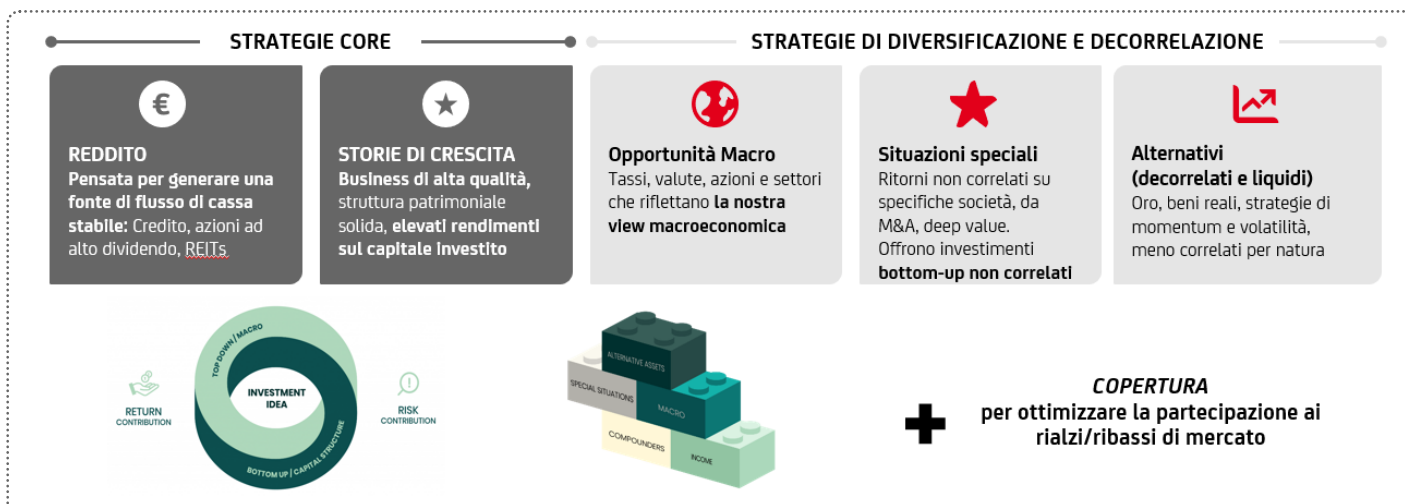 STRATEGIE CORE
STRATEGIE DI DIVERSIFICAZIONE E DECORRELAZIONE
€
REDDITO
Pensata per generare una
fonte di flusso di cassa
stabile: Credito, azioni ad
alto dividendo, REITs
STORIE DI CRESCITA
Business di alta qualità,
struttura patrimoniale
solida, elevati rendimenti
sul capitale investito
Opportunità Macro
Tassi, valute, azioni e settori
che riflettano la nostra
view macroeconomica
Situazioni speciali
Ritorni non correlati su
specifiche società, da
M&A, deep value.
Offrono investimenti
bottom-up non correlati
Alternativi
(decorrelati e liquidi)
Oro, beni reali, strategie di
momentum e volatilità,
meno correlati per natura
RETURN
CONTRIBUTION
TOP DOWN / MACRO
INVESTMENT
IDEA
BOTTOM UP / CAPITAL STRUCTURE
RISK
CONTRIBUTION
ALTERNATIVE ASSETS
SPECIAL SITUATIONS
MACRO
COMPOUNDERS
INCOME
COPERTURA
per ottimizzare la partecipazione ai
rialzi/ribassi di mercato